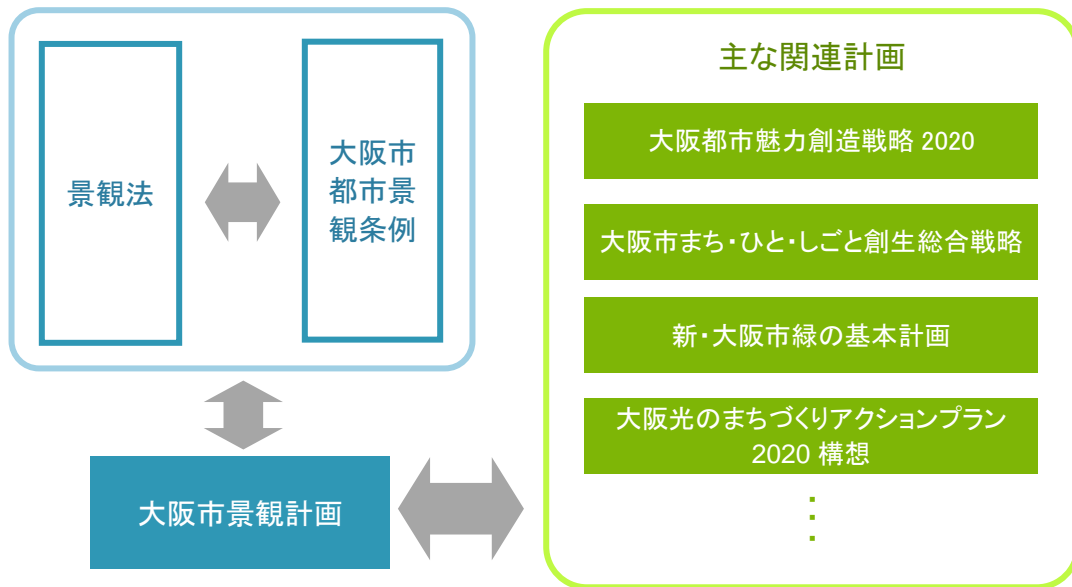 景観法
大阪市
都市景
観条例
大阪市景観計画
主な関連計画
大阪都市魅力創造戦略 2020
大阪市まち・ひと・しごと創生総合戦略
新・大阪市緑の基本計画
大阪光のまちづくりアクションプラン
2020 構想
・
・
・